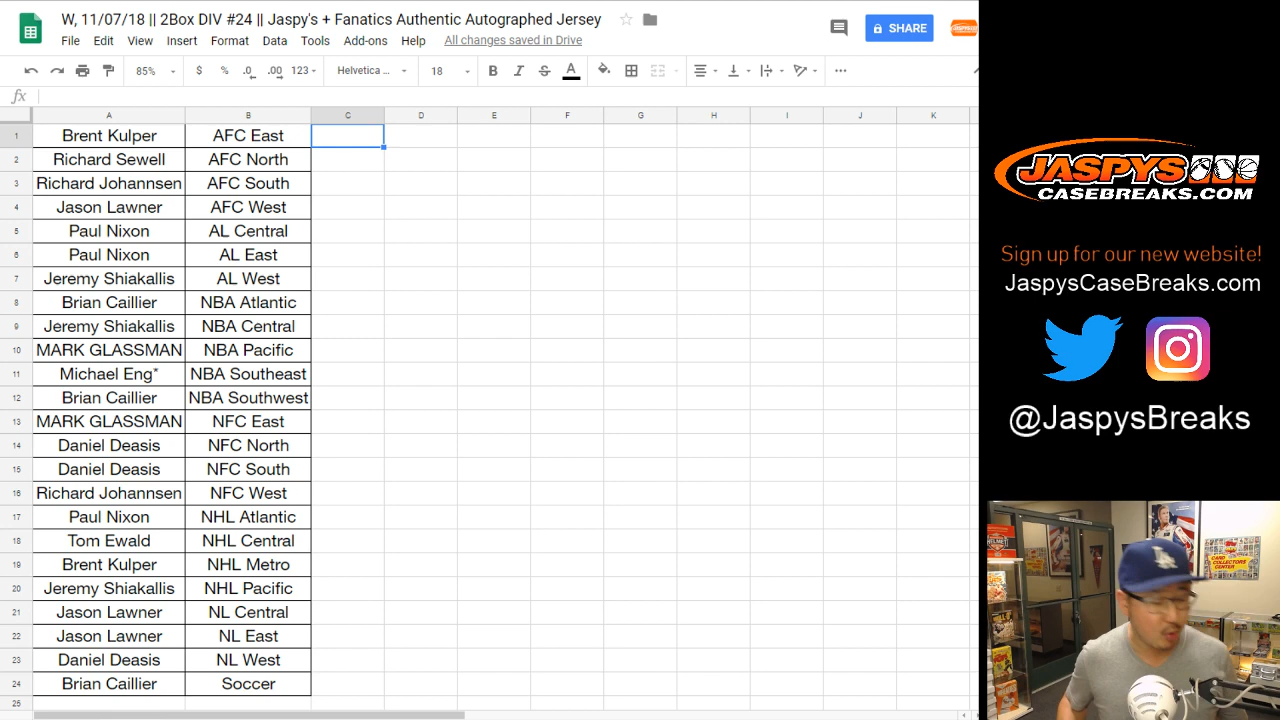 W, 11/07/18 || 2Box DIV #24 || Jaspy's + Fanatics Authentic Autographed Jersey
SHARE
File Edit View Insert Format Data Tools Add-ons Help All changes saved in Drive
85% $ % .0 .00 123 Helvetica ... 18 B I S A
fx
A B C D E F G H I J K
1 Brent Kulper AFC East
2 Richard Sewell AFC North
3 Richard Johannsen AFC South
4 Jason Lawner AFC West
5 Paul Nixon AL Central
6 Paul Nixon AL East
7 Jeremy Shiakallis AL West
8 Brian Caillier NBA Atlantic
9 Jeremy Shiakallis NBA Central
10 MARK GLASSMAN NBA Pacific
11 Michael Eng* NBA Southeast
12 Brian Caillier NBA Southwest
13 MARK GLASSMAN NFC East
14 Daniel Deasis NFC North
15 Daniel Deasis NFC South
16 Richard Johannsen NFC West
17 Paul Nixon NHL Atlantic
18 Tom Ewald NHL Central
19 Brent Kulper NHL Metro
20 Jeremy Shiakallis NHL Pacific
21 Jason Lawner NL Central
22 Jason Lawner NL East
23 Daniel Deasis NL West
24 Brian Caillier Soccer
25
JASPYS
CASEBREAKS.COM
Sign up for our new website!
JaspysCaseBreaks.com
@JaspysBreaks
HELMET
CARD
COLLECTORS
CENTER
LA